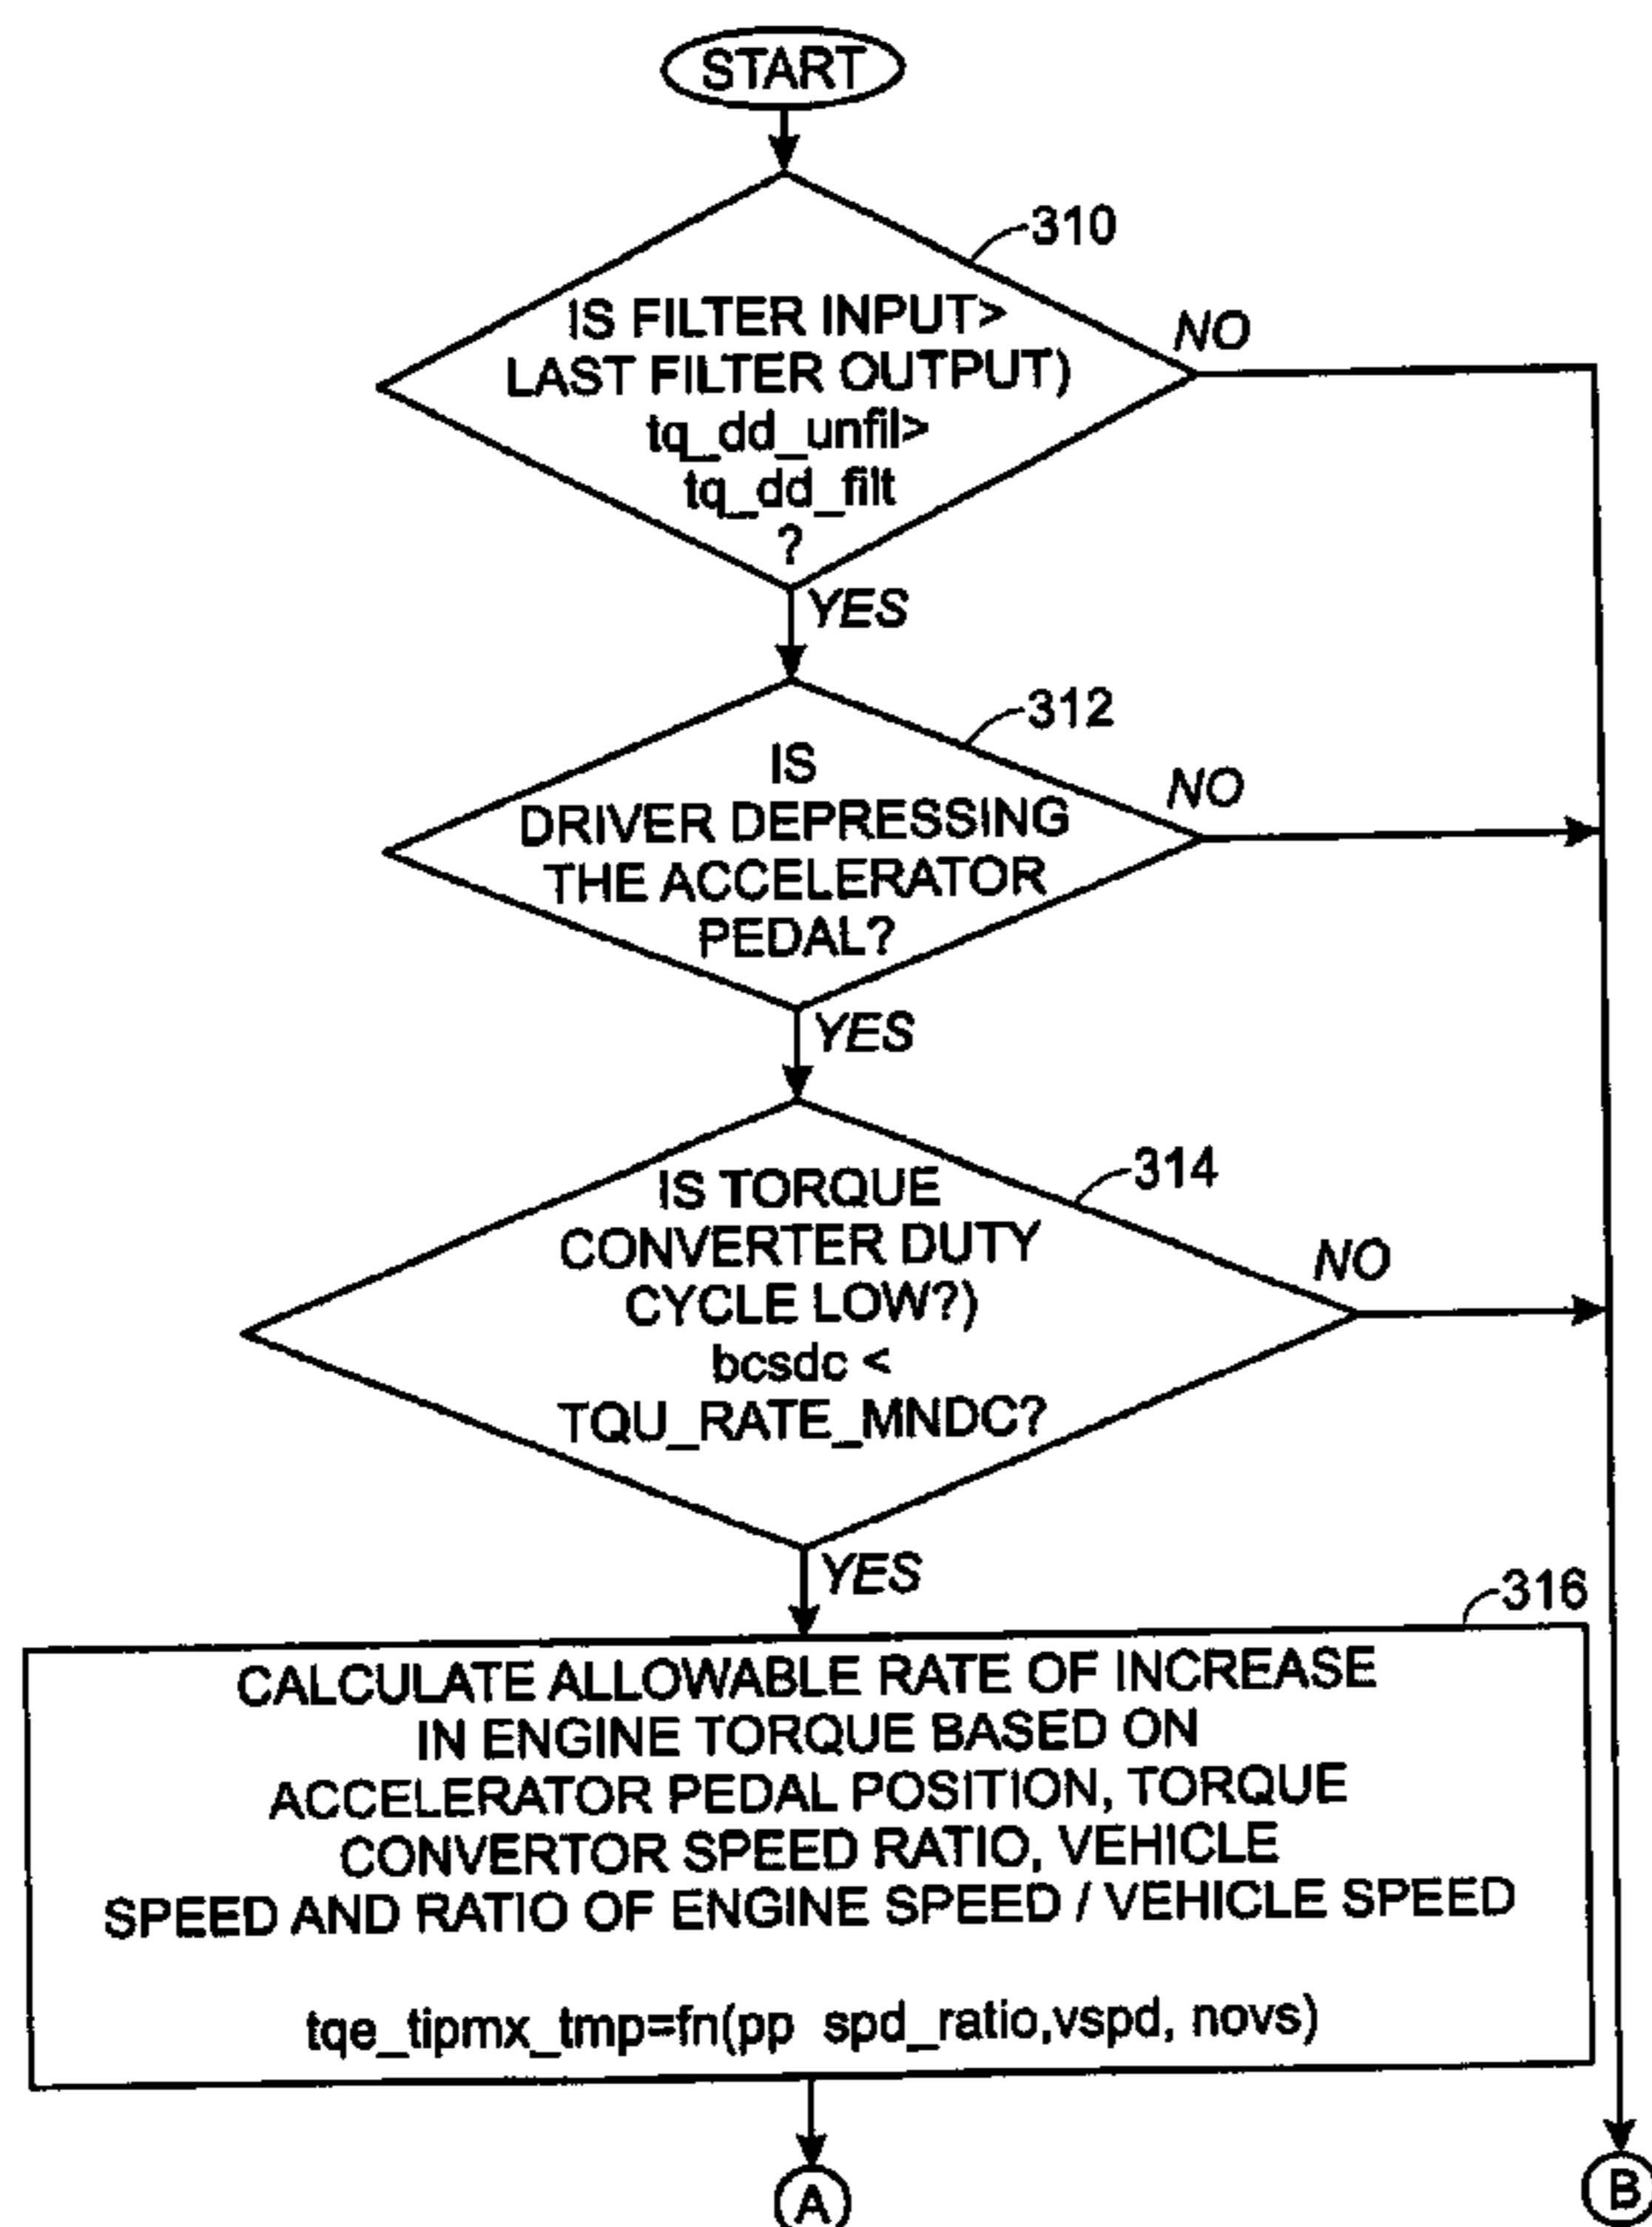 START
310
IS FILTER INPUT>
LAST FILTER OUTPUT)
tq_dd_unfil>
tq_dd_filt
?
NO
YES
312
IS
DRIVER DEPRESSING
THE ACCELERATOR
PEDAL?
NO
YES
314
IS TORQUE
CONVERTER DUTY
CYCLE LOW?)
bcsdc <
TQU_RATE_MNDC?
NO
YES
316
CALCULATE ALLOWABLE RATE OF INCREASE
IN ENGINE TORQUE BASED ON
ACCELERATOR PEDAL POSITION, TORQUE
CONVERTOR SPEED RATIO, VEHICLE
SPEED AND RATIO OF ENGINE SPEED / VEHICLE SPEED
tqe_tipmx_tmp=fn(pp spd_ratio,vspd, novs)
A
B